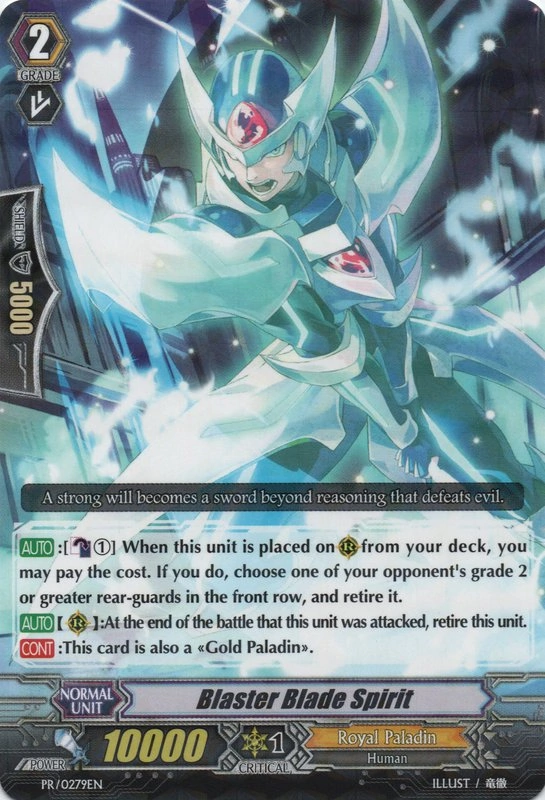 2
GRADE
SHIELD
5000
A strong will becomes a sword beyond reasoning that defeats evil.
AUTO:[①] When this unit is placed on R from your deck, you
may pay the cost. If you do, choose one of your opponent's grade 2
or greater rear-guards in the front row, and retire it.
AUTO【R】:At the end of the battle that this unit was attacked, retire this unit.
CONT:This card is also a «Gold Paladin».
NORMAL
UNIT
Blaster Blade Spirit
POWER
10000
1
CRITICAL
Royal Paladin
Human
PR/0279EN
ILLUST / 竜徹